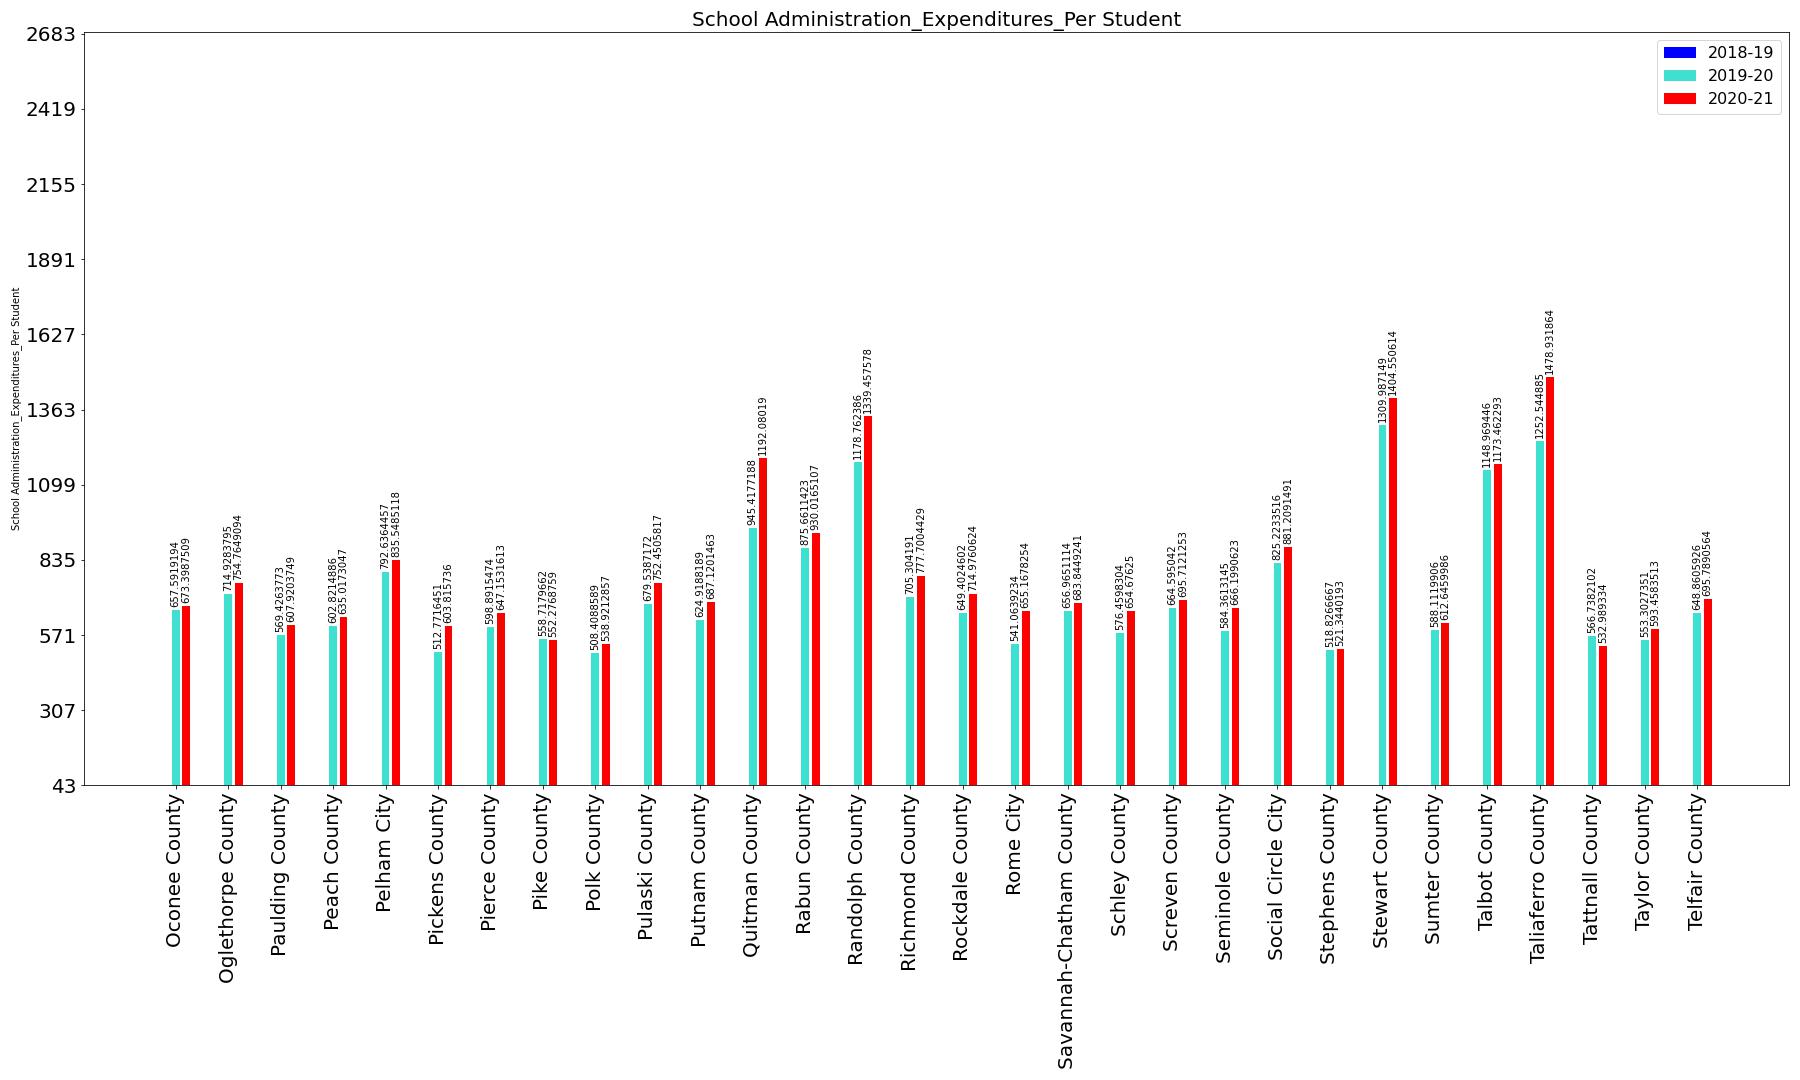 School Administration_Expenditures_Per Student
2018-19
2019-20
2020-21
School Administration_Expenditures_Per Student
2683
2419
2155
1891
1627
1363
1099
835
571
307
43
657.5919194
673.3987509
714.9283795
754.7649094
569.4263773
607.9203749
602.8214886
635.0173047
792.6364457
835.5485118
512.7716451
603.815736
598.8915474
647.1531613
558.7179662
552.2768759
508.4088589
538.9212857
679.5387172
752.4505817
624.9188189
687.1201463
945.4177188
1192.08019
875.6611423
930.0165107
1178.762386
1339.457578
705.304191
777.7004429
649.4024602
714.9760624
541.0639234
655.1678254
656.9651114
683.8449241
576.4598304
654.67625
664.595042
695.7121253
584.3613145
666.1990623
825.2233516
881.2091491
518.8266667
521.3440193
1309.987149
1404.550614
588.1119906
612.6459986
1148.969446
1173.462293
1252.544885
1478.931864
566.7382102
532.989334
553.3027351
593.4583513
648.8605926
695.7890564
Oconee County
Oglethorpe County
Paulding County
Peach County
Pelham City
Pickens County
Pierce County
Pike County
Polk County
Pulaski County
Putnam County
Quitman County
Rabun County
Randolph County
Richmond County
Rockdale County
Rome City
Savannah-Chatham County
Schley County
Screven County
Seminole County
Social Circle City
Stephens County
Stewart County
Sumter County
Talbot County
Taliaferro County
Tattnall County
Taylor County
Telfair County